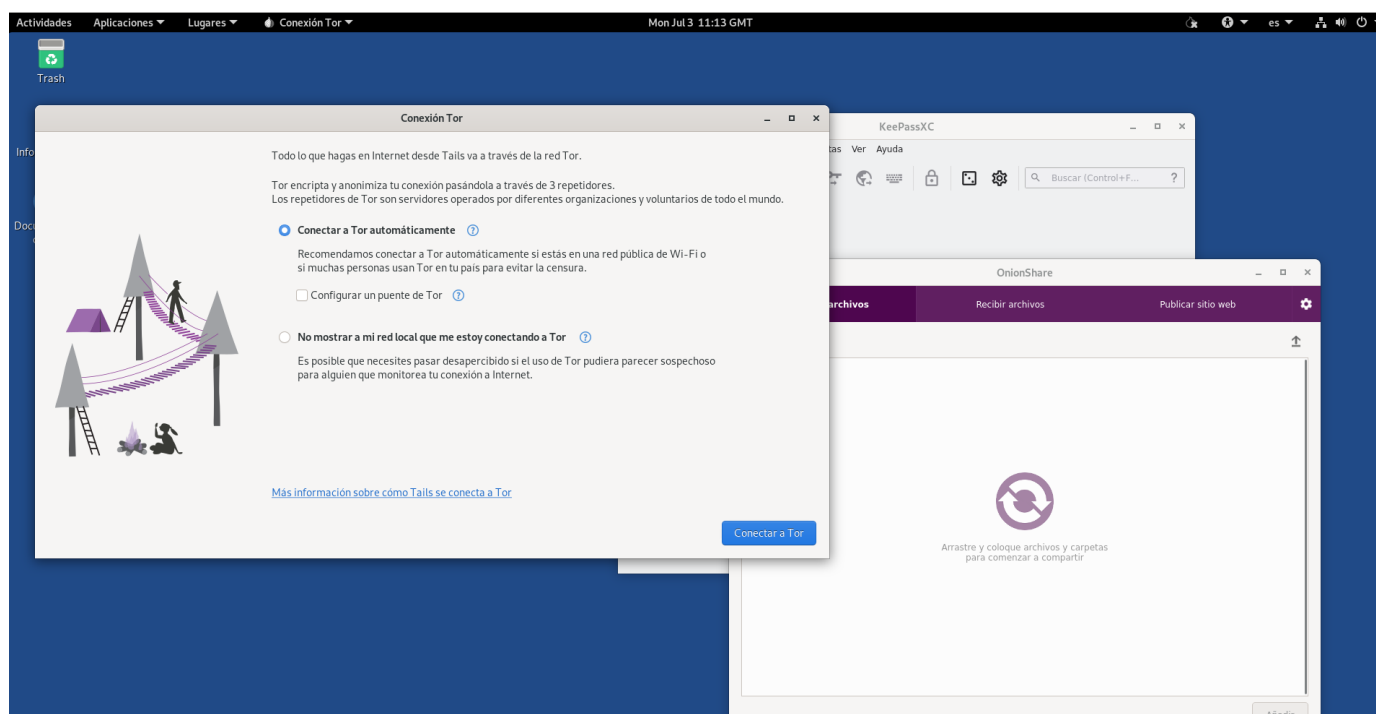 Actividades Aplicaciones Lugares Conexión Tor Mon Jul 3 11:13 GMT es
Trash
Conexión Tor
Todo lo que hagas en Internet desde Tails va a través de la red Tor.
Tor encripta y anonimiza tu conexión pasándola a través de 3 repetidores.
Los repetidores de Tor son servidores operados por diferentes organizaciones y voluntarios de todo el mundo.
Conectar a Tor automáticamente ?
Recomendamos conectar a Tor automáticamente si estás en una red pública de Wi-Fi o
si muchas personas usan Tor en tu país para evitar la censura.
Configurar un puente de Tor ?
No mostrar a mi red local que me estoy conectando a Tor ?
Es posible que necesites pasar desapercibido si el uso de Tor pudiera parecer sospechoso
para alguien que monitorea tu conexión a Internet.
Más información sobre cómo Tails se conecta a Tor
Conectar a Tor
KeePassXC
Ver Ayuda
Buscar (Control+F... ?
OnionShare
archivos Recibir archivos Publicar sitio web
Arrastre y coloque archivos y carpetas
para comenzar a compartir